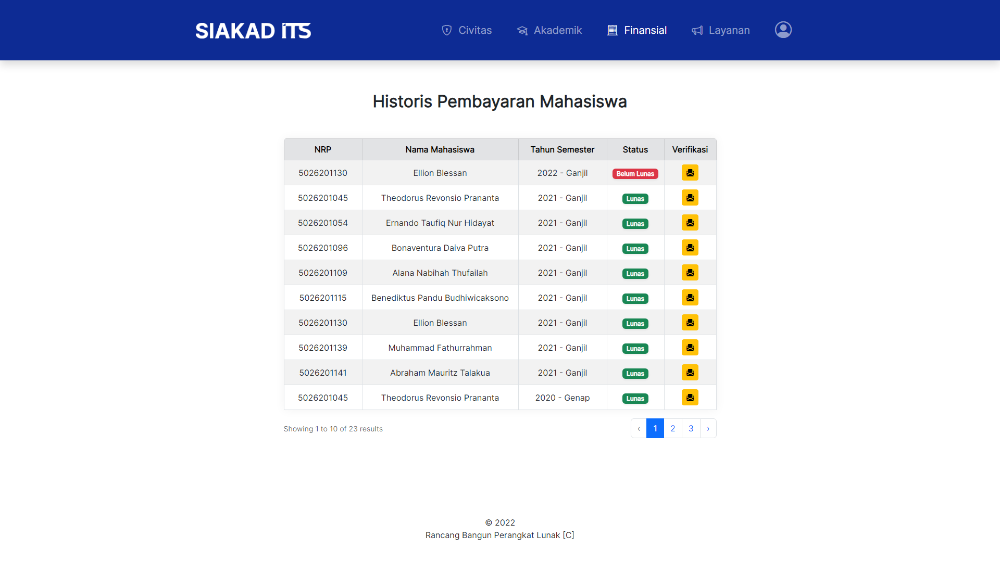 SIAKAD ITS
Civitas
Akademik
Finansial
Layanan
Historis Pembayaran Mahasiswa
NRP Nama Mahasiswa Tahun Semester Status Verifikasi
5026201130 Ellion Blessan 2022 - Ganjil Belum Lunas
5026201045 Theodorus Revonsio Prananta 2021 - Ganjil Lunas
5026201054 Ernando Taufiq Nur Hidayat 2021 - Ganjil Lunas
5026201096 Bonaventura Daiva Putra 2021 - Ganjil Lunas
5026201109 Alana Nabihah Thufailah 2021 - Ganjil Lunas
5026201115 Benediktus Pandu Budhiwicaksono 2021 - Ganjil Lunas
5026201130 Ellion Blessan 2021 - Ganjil Lunas
5026201139 Muhammad Fathurrahman 2021 - Ganjil Lunas
5026201141 Abraham Mauritz Talakua 2021 - Ganjil Lunas
5026201045 Theodorus Revonsio Prananta 2020 - Genap Lunas
Showing 1 to 10 of 23 results
‹ 1 2 3 ›
© 2022
Rancang Bangun Perangkat Lunak [C]